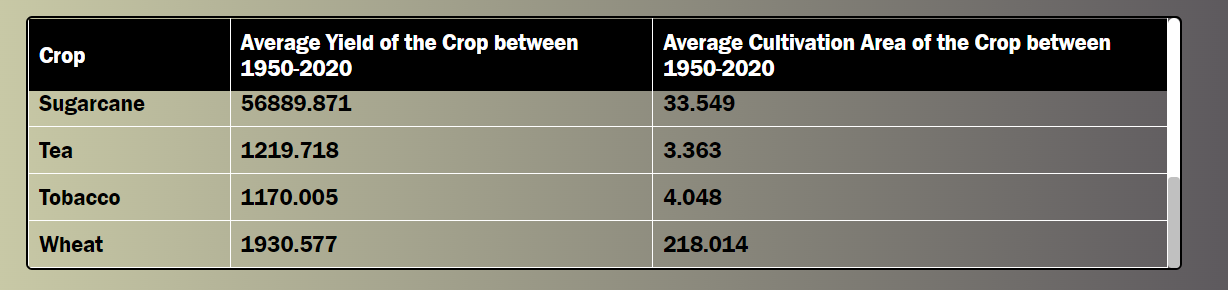 Crop
Average Yield of the Crop between
1950-2020
Average Cultivation Area of the Crop between
1950-2020
Sugarcane 56889.871 33.549
Tea 1219.718 3.363
Tobacco 1170.005 4.048
Wheat 1930.577 218.014